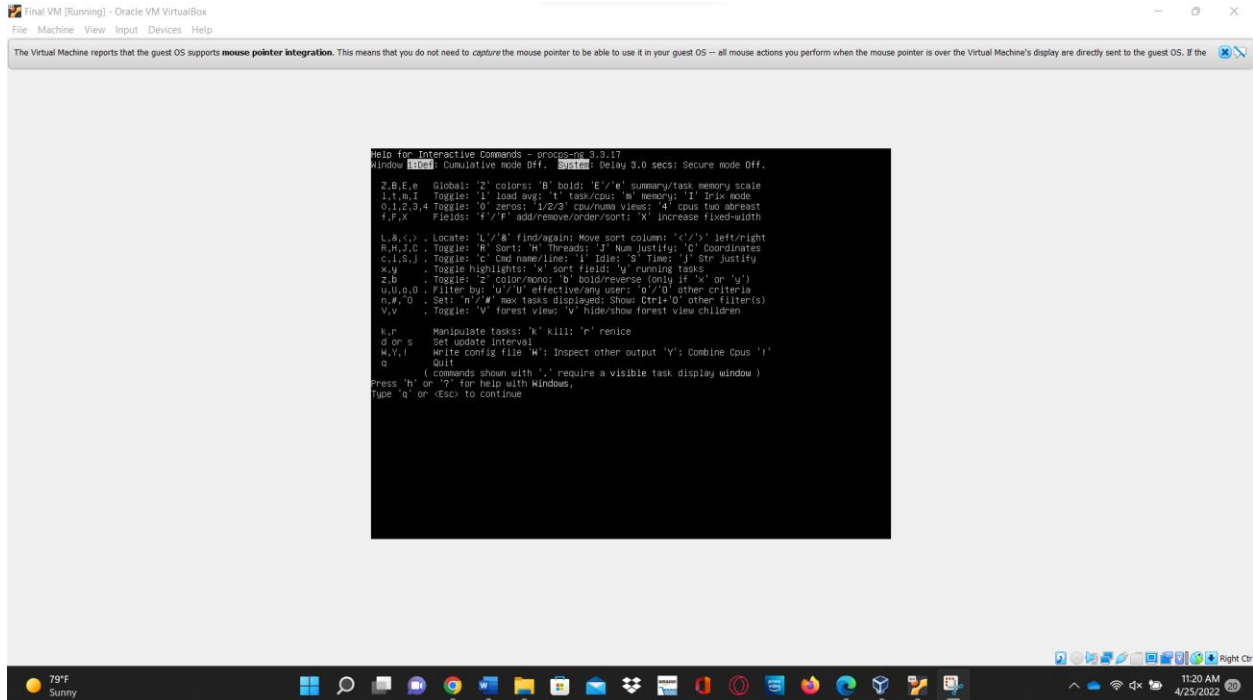 Final VM [Running] - Oracle VM VirtualBox
File Machine View Input Devices Help
The Virtual Machine reports that the guest OS supports mouse pointer integration. This means that you do not need to capture the mouse pointer to be able to use it in your guest OS -- all mouse actions you perform when the mouse pointer is over the Virtual Machine's display are directly sent to the guest OS. If the
Help for Interactive Commands - procps-ng 3.3.17
Window 1:Def: Cumulative mode Off. System: Delay 3.0 secs; Secure mode Off.
Z,B,E,e Global: 'Z' colors; 'B' bold; 'E'/'e' summary/task memory scale
l,t,m,I Toggle: 'l' load avg; 't' task/cpu; 'm' memory; 'I' Irix mode
0,1,2,3,4 Toggle: '0' zeros; '1/2/3' cpu/numa views; '4' cpus two abreast
f,F,X Fields: 'f'/'F' add/remove/order/sort; 'X' increase fixed-width
L,&,<,> . Locate: 'L'/'&' find/again; Move sort column: '<'/'>' left/right
R,H,J,C . Toggle: 'R' Sort; 'H' Threads; 'J' Num justify; 'C' Coordinates
c,i,S,j . Toggle: 'c' Cmd name/line; 'i' Idle; 'S' Time; 'j' Str justify
x,y . Toggle highlights: 'x' sort field; 'y' running tasks
z,b . Toggle: 'z' color/mono; 'b' bold/reverse (only if 'x' or 'y')
u,U,o,O . Filter by: 'u'/'U' effective/any user; 'o'/'O' other criteria
n,#,^O . Set: 'n'/'#' max tasks displayed; Show: Ctrl+'O' other filter(s)
V,v . Toggle: 'V' forest view; 'v' hide/show forest view children
k,r Manipulate tasks: 'k' kill; 'r' renice
d or s Set update interval
W,Y,! Write config file 'W'; Inspect other output 'Y'; Combine Cpus '!'
q Quit
( commands shown with '.' require a visible task display window )
Press 'h' or '?' for help with Windows,
Type 'q' or <Esc> to continue
Right Ctr
79°F
Sunny
11:20 AM
4/25/2022
20